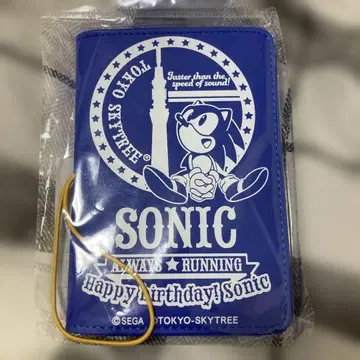 TOKYO SKYTREE®
Faster than the
speed of sound!
SONIC
ALWAYS★RUNNING
Happy Birthday! Sonic
©SEGA ©TOKYO-SKYTREE